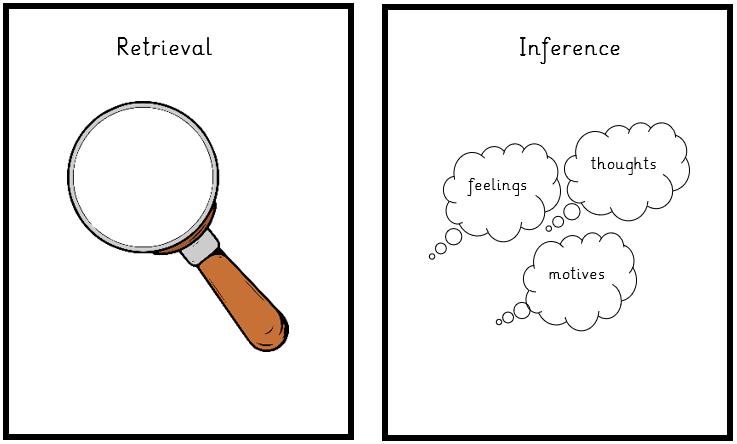 Retrieval
Inference
thoughts
feelings
motives